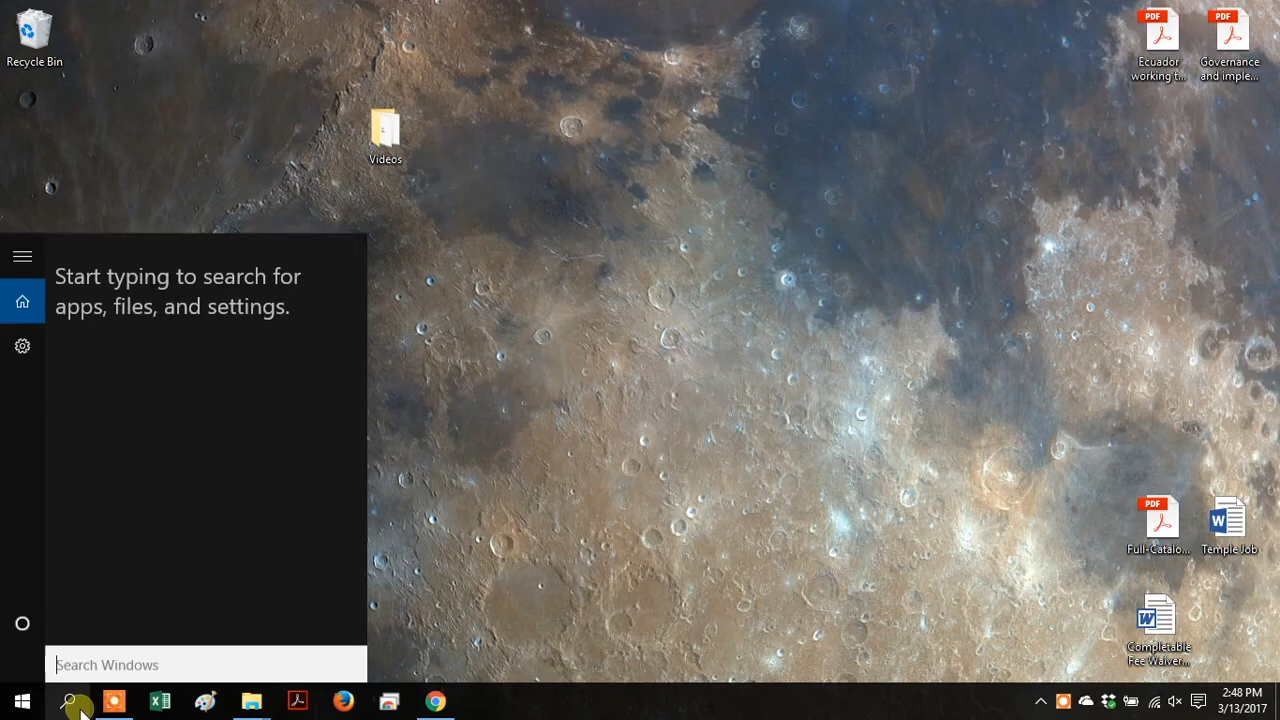 Recycle Bin
PDF
Ecuador
working t...
PDF
Governance
and imple...
Videos
Start typing to search for
apps, files, and settings.
PDF
Full-Catalo...
W
Temple Job
W
Completable
Fee Waiver...
Search Windows
2:48 PM
3/13/2017